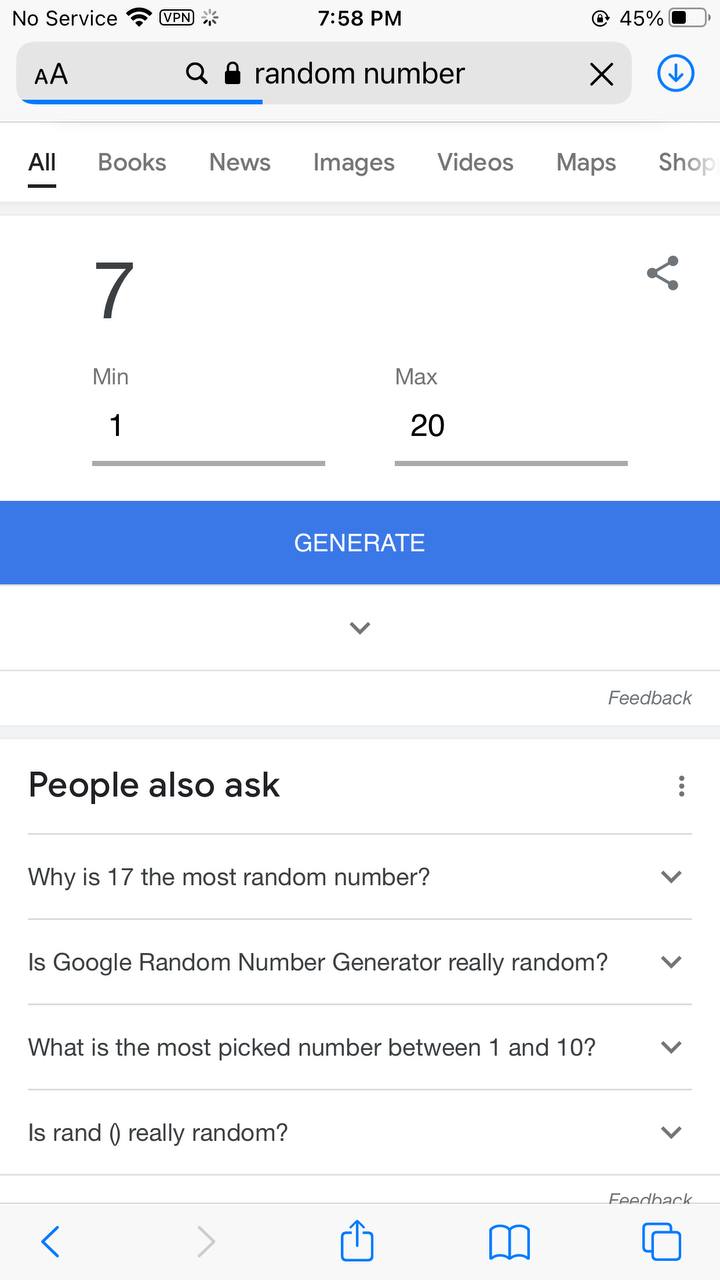 No Service VPN 7:58 PM 45%
AA random number
All Books News Images Videos Maps Shop
7
Min Max
1 20
GENERATE
Feedback
People also ask
Why is 17 the most random number?
Is Google Random Number Generator really random?
What is the most picked number between 1 and 10?
Is rand () really random?
Feedback